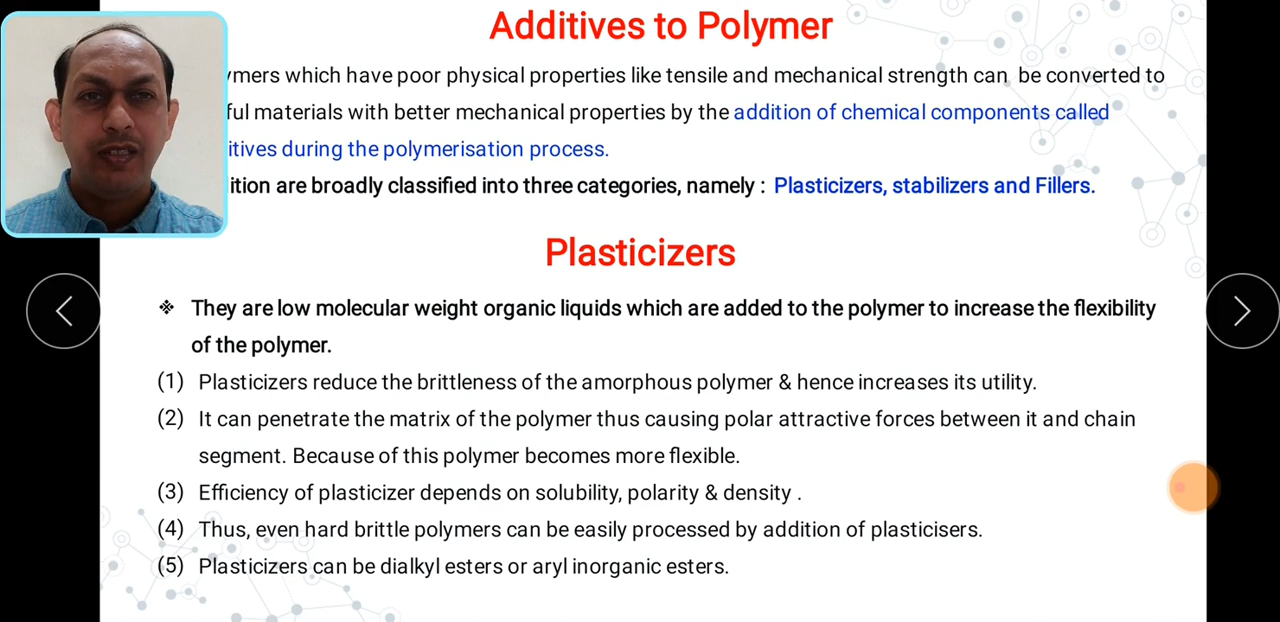 Additives to Polymer
ymers which have poor physical properties like tensile and mechanical strength can be converted to
ful materials with better mechanical properties by the addition of chemical components called
itives during the polymerisation process.
ition are broadly classified into three categories, namely : Plasticizers, stabilizers and Fillers.
Plasticizers
❖ They are low molecular weight organic liquids which are added to the polymer to increase the flexibility
of the polymer.
(1) Plasticizers reduce the brittleness of the amorphous polymer & hence increases its utility.
(2) It can penetrate the matrix of the polymer thus causing polar attractive forces between it and chain
segment. Because of this polymer becomes more flexible.
(3) Efficiency of plasticizer depends on solubility, polarity & density .
(4) Thus, even hard brittle polymers can be easily processed by addition of plasticisers.
(5) Plasticizers can be dialkyl esters or aryl inorganic esters.